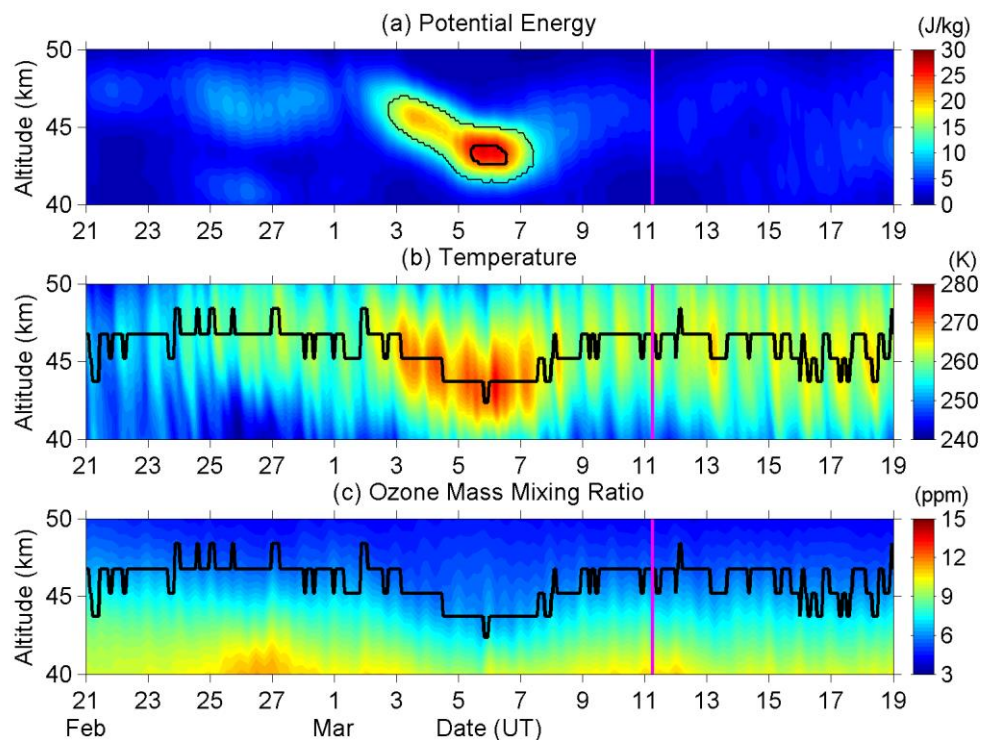 (a) Potential Energy
(J/kg)
50
45
40
Altitude (km)
30
25
20
15
10
5
0
21 23 25 27 1 3 5 7 9 11 13 15 17 19
(b) Temperature
(K)
50
45
40
Altitude (km)
280
270
260
250
240
21 23 25 27 1 3 5 7 9 11 13 15 17 19
(c) Ozone Mass Mixing Ratio
(ppm)
50
45
40
Altitude (km)
15
12
9
6
3
21 23 25 27 1 3 5 7 9 11 13 15 17 19
Feb Mar Date (UT)